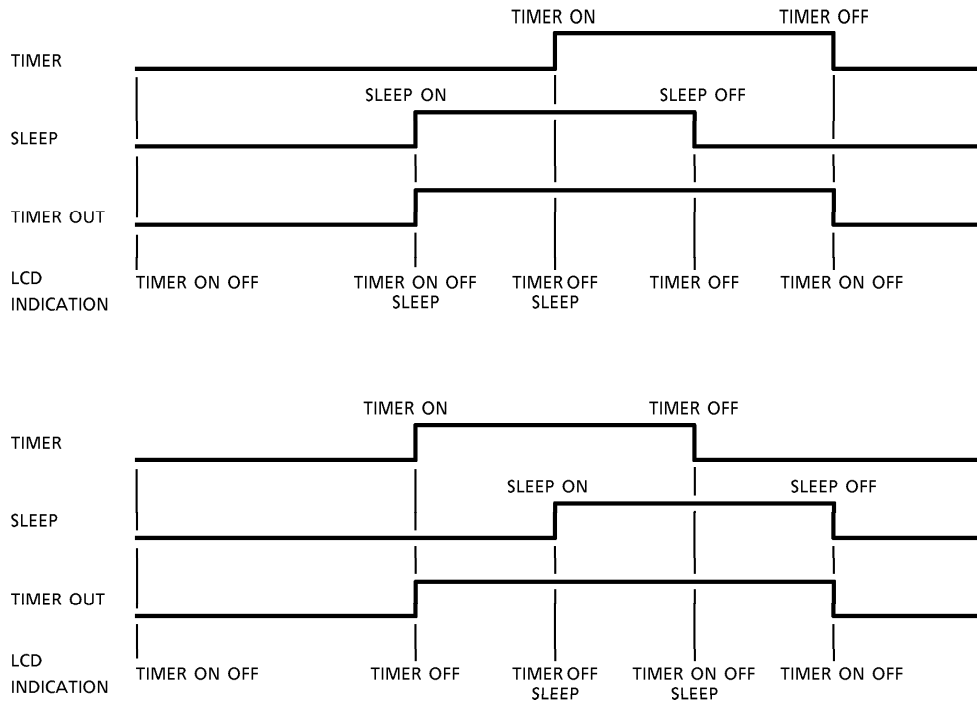 TIMER ON TIMER OFF
TIMER
SLEEP ON SLEEP OFF
SLEEP
TIMER OUT
LCD INDICATION
TIMER ON OFF
TIMER ON OFF SLEEP
TIMER OFF SLEEP
TIMER OFF
TIMER ON OFF
TIMER ON TIMER OFF
TIMER
SLEEP ON SLEEP OFF
SLEEP
TIMER OUT
LCD INDICATION
TIMER ON OFF
TIMER OFF
TIMER OFF SLEEP
TIMER ON OFF SLEEP
TIMER ON OFF